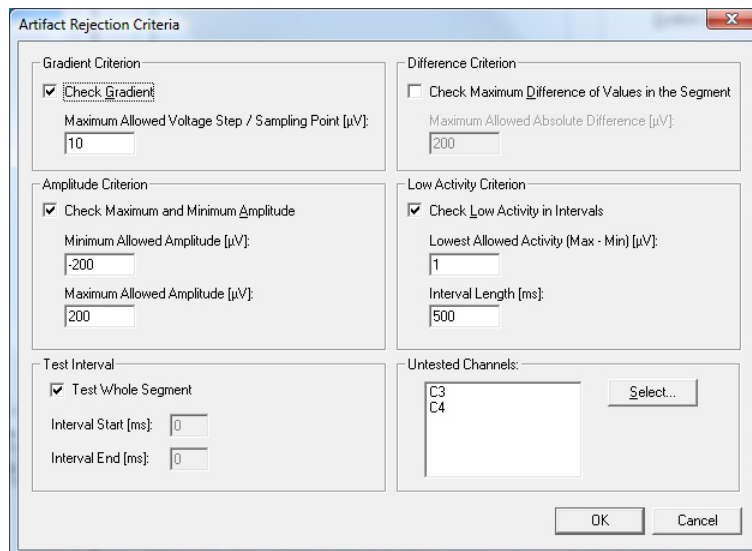 Artifact Rejection Criteria
Gradient Criterion
Check Gradient
Maximum Allowed Voltage Step / Sampling Point [µV]:
10
Difference Criterion
Check Maximum Difference of Values in the Segment
Maximum Allowed Absolute Difference [µV]:
200
Amplitude Criterion
Check Maximum and Minimum Amplitude
Minimum Allowed Amplitude [µV]:
-200
Maximum Allowed Amplitude [µV]:
200
Low Activity Criterion
Check Low Activity in Intervals
Lowest Allowed Activity (Max - Min) [µV]:
1
Interval Length [ms]:
500
Test Interval
Test Whole Segment
Interval Start [ms]: 0
Interval End [ms]: 0
Untested Channels:
C3
C4
Select...
OK Cancel